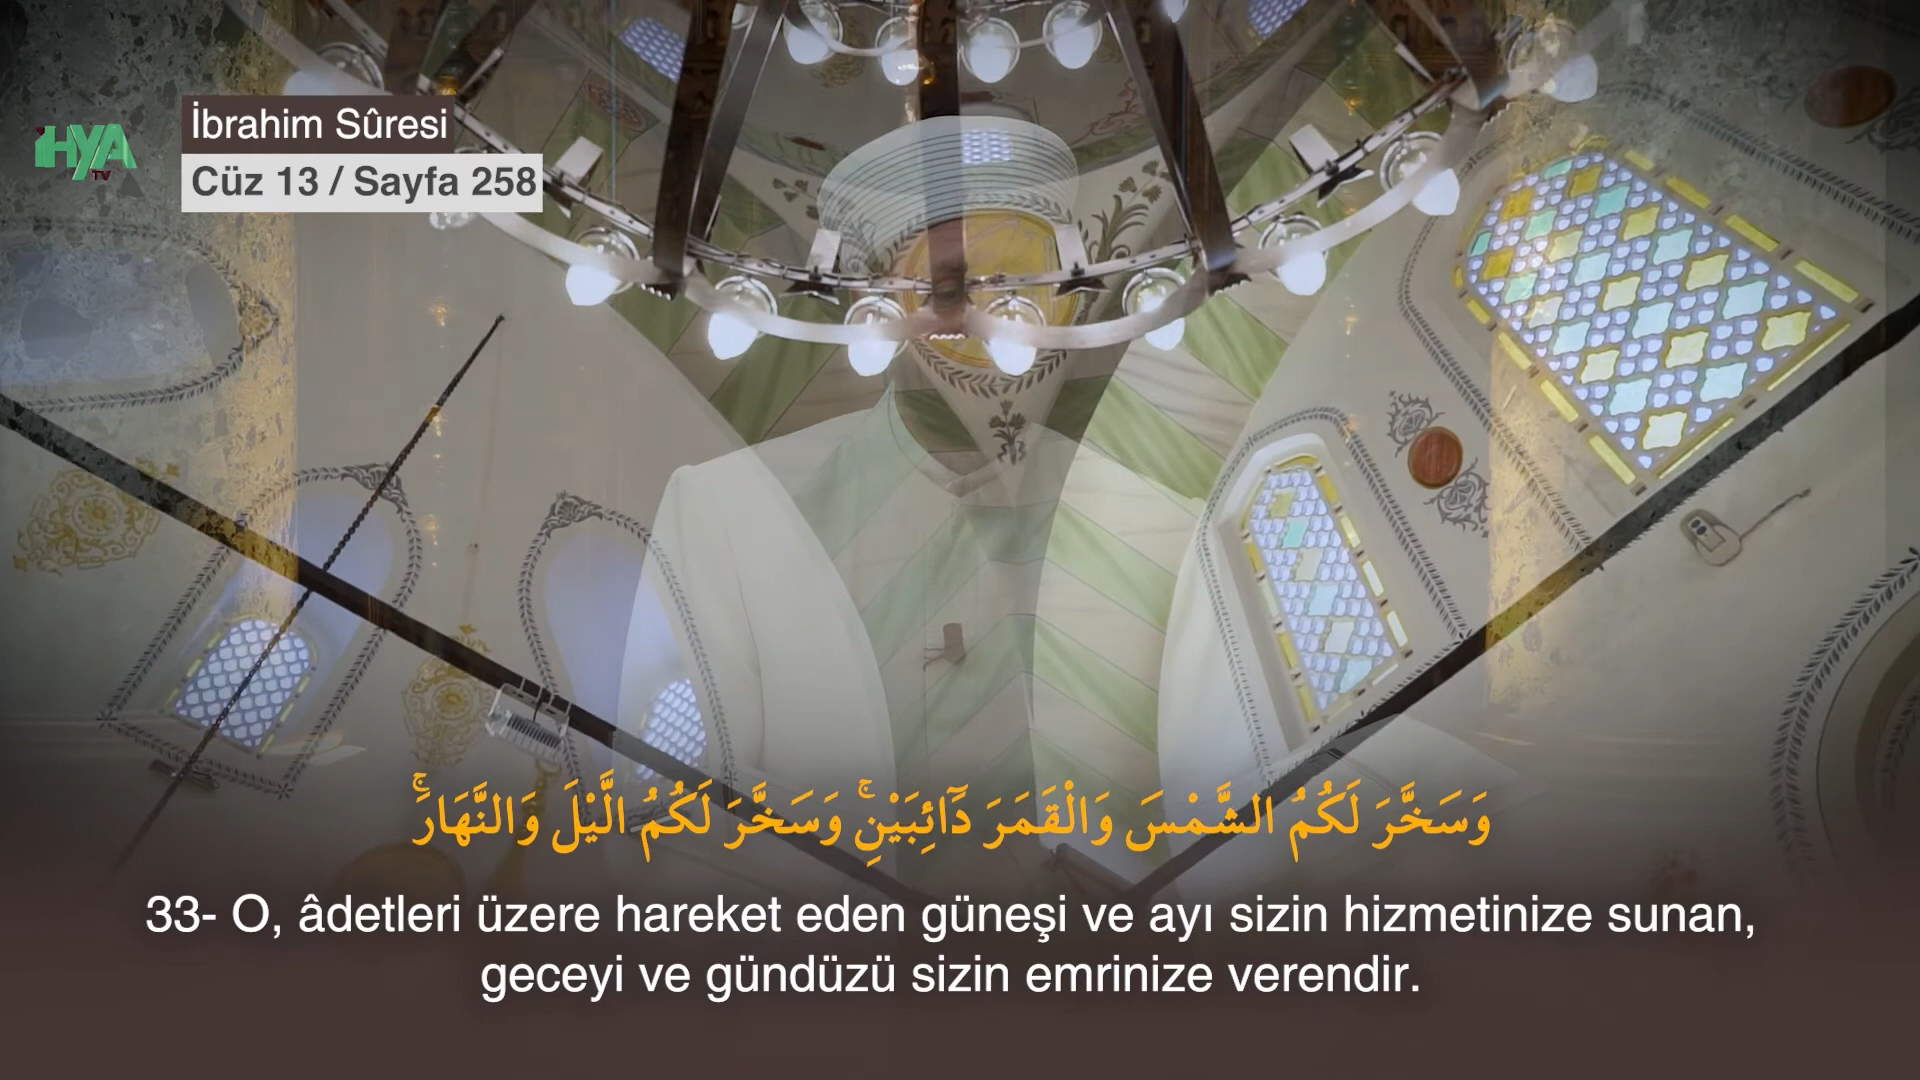 İHYA
TV
İbrahim Sûresi
Cüz 13 / Sayfa 258
وَسَخَّرَ لَكُمُ الشَّمْسَ وَالْقَمَرَ دَٓائِبَيْنِۚ وَسَخَّرَ لَكُمُ الَّيْلَ وَالنَّهَارَۚ
33- O, âdetleri üzere hareket eden güneşi ve ayı sizin hizmetinize sunan,
geceyi ve gündüzü sizin emrinize verendir.